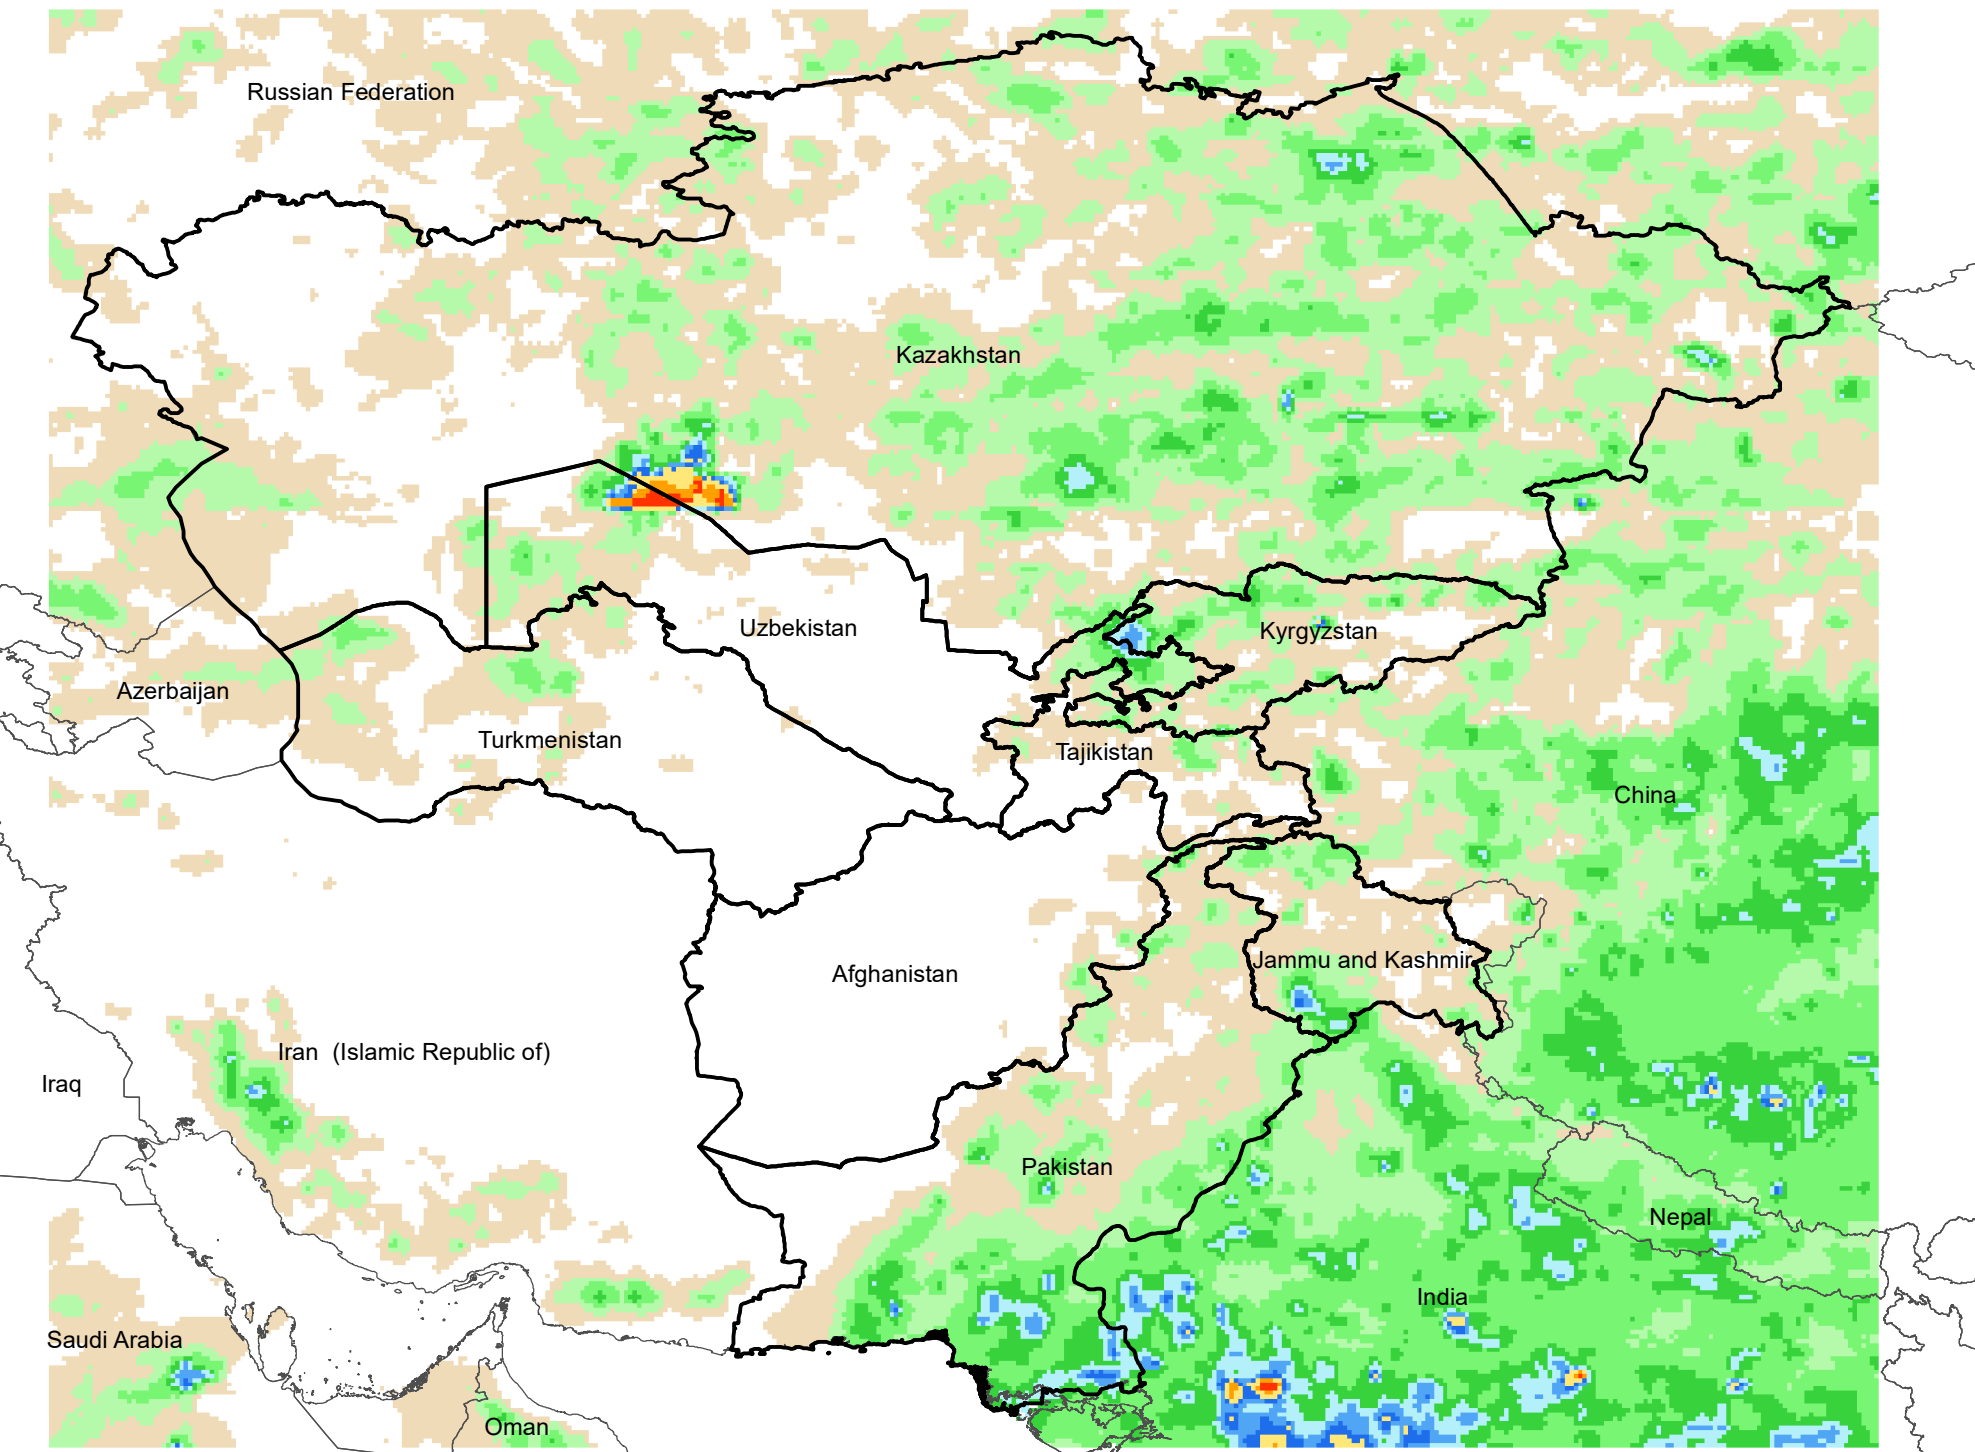 Russian Federation
Kazakhstan
Uzbekistan
Kyrgyzstan
Azerbaijan
Turkmenistan
Tajikistan
China
Jammu and Kashmir
Afghanistan
Iran  (Islamic Republic of)
Iraq
Pakistan
Nepal
India
Saudi Arabia
Oman